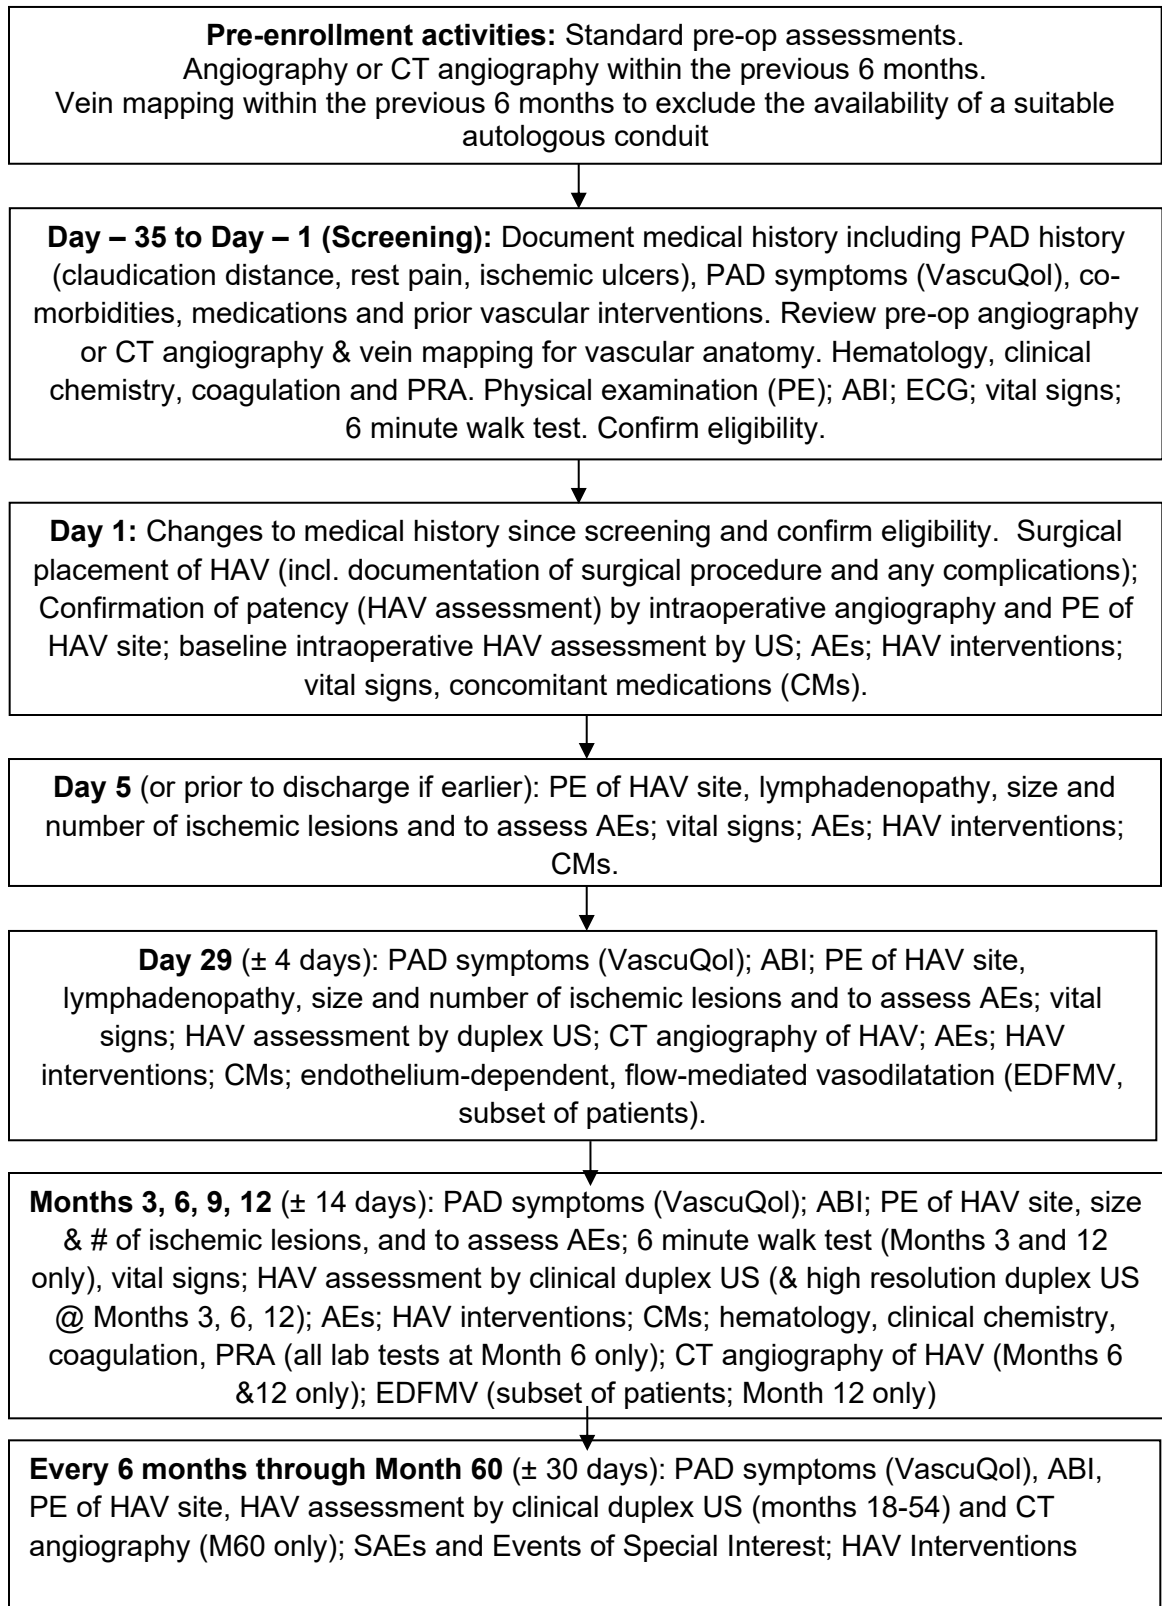 Pre-enrollment activities: Standard pre-op assessments.
Angiography or CT angiography within the previous 6 months.
Vein mapping within the previous 6 months to exclude the availability of a suitable
autologous conduit
Day – 35 to Day – 1 (Screening): Document medical history including PAD history
(claudication distance, rest pain, ischemic ulcers), PAD symptoms (VascuQol), co-
morbidities, medications and prior vascular interventions. Review pre-op angiography
or CT angiography & vein mapping for vascular anatomy. Hematology, clinical
chemistry, coagulation and PRA. Physical examination (PE); ABI; ECG; vital signs;
6 minute walk test. Confirm eligibility.
Day 1: Changes to medical history since screening and confirm eligibility.  Surgical
placement of HAV (incl. documentation of surgical procedure and any complications);
Confirmation of patency (HAV assessment) by intraoperative angiography and PE of
HAV site; baseline intraoperative HAV assessment by US; AEs; HAV interventions;
vital signs, concomitant medications (CMs).
Day 5 (or prior to discharge if earlier): PE of HAV site, lymphadenopathy, size and
number of ischemic lesions and to assess AEs; vital signs; AEs; HAV interventions;
CMs.
Day 29 (± 4 days): PAD symptoms (VascuQol); ABI; PE of HAV site,
lymphadenopathy, size and number of ischemic lesions and to assess AEs; vital
signs; HAV assessment by duplex US; CT angiography of HAV; AEs; HAV
interventions; CMs; endothelium-dependent, flow-mediated vasodilatation (EDFMV,
subset of patients).
Months 3, 6, 9, 12 (± 14 days): PAD symptoms (VascuQol); ABI; PE of HAV site, size
& # of ischemic lesions, and to assess AEs; 6 minute walk test (Months 3 and 12
only), vital signs; HAV assessment by clinical duplex US (& high resolution duplex US
@ Months 3, 6, 12); AEs; HAV interventions; CMs; hematology, clinical chemistry,
coagulation, PRA (all lab tests at Month 6 only); CT angiography of HAV (Months 6
&12 only); EDFMV (subset of patients; Month 12 only)
Every 6 months through Month 60 (± 30 days): PAD symptoms (VascuQol), ABI,
PE of HAV site, HAV assessment by clinical duplex US (months 18-54) and CT
angiography (M60 only); SAEs and Events of Special Interest; HAV Interventions